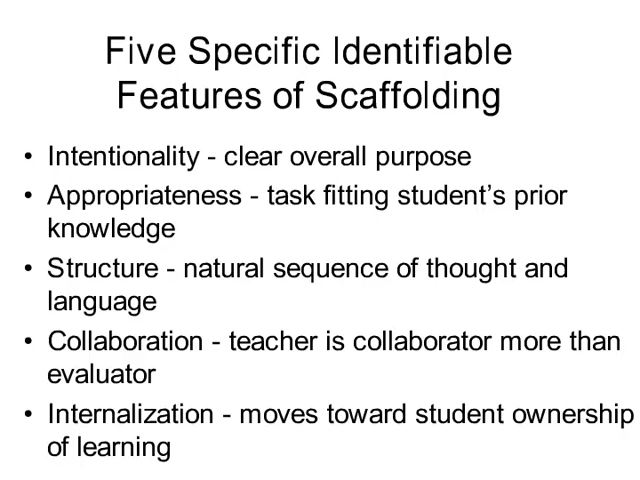 Five Specific Identifiable
Features of Scaffolding
• Intentionality - clear overall purpose
• Appropriateness - task fitting student’s prior
knowledge
• Structure - natural sequence of thought and
language
• Collaboration - teacher is collaborator more than
evaluator
• Internalization - moves toward student ownership
of learning